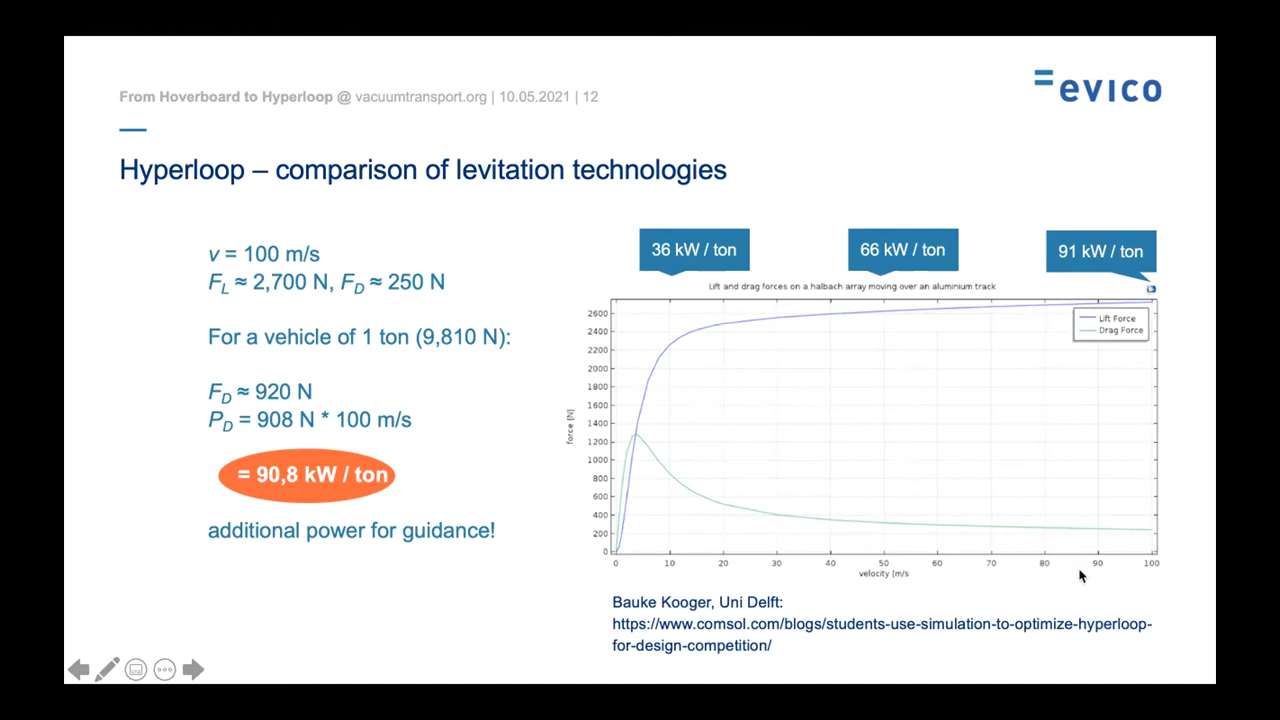 From Hoverboard to Hyperloop @ vacuumtransport.org | 10.05.2021 | 12
evico
Hyperloop – comparison of levitation technologies
v = 100 m/s
F_L ≈ 2,700 N, F_D ≈ 250 N
For a vehicle of 1 ton (9,810 N):
F_D ≈ 920 N
P_D = 908 N * 100 m/s
= 90,8 kW / ton
additional power for guidance!
36 kW / ton
66 kW / ton
91 kW / ton
Lift and drag forces on a halbach array moving over an aluminium track
Lift Force
Drag Force
2600
2400
2200
2000
1800
1600
1400
1200
1000
800
600
400
200
0
force [N]
0 10 20 30 40 50 60 70 80 90 100
velocity [m/s
Bauke Kooger, Uni Delft:
https://www.comsol.com/blogs/students-use-simulation-to-optimize-hyperloop-
for-design-competition/